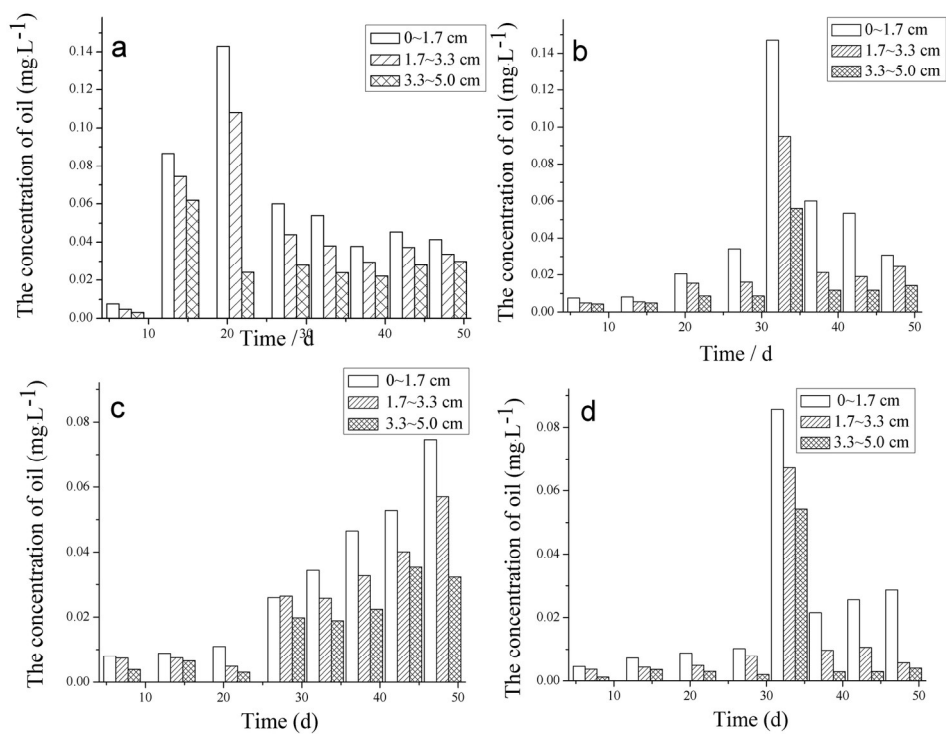 a
0~1.7 cm
1.7~3.3 cm
3.3~5.0 cm
The concentration of oil (mg·L⁻¹)
0.14
0.12
0.10
0.08
0.06
0.04
0.02
0.00
10 20 30 40 50
Time / d
b
0~1.7 cm
1.7~3.3 cm
3.3~5.0 cm
The concentration of oil (mg·L⁻¹)
0.14
0.12
0.10
0.08
0.06
0.04
0.02
0.00
10 20 30 40 50
Time / d
c
0~1.7 cm
1.7~3.3 cm
3.3~5.0 cm
The concentration of oil (mg·L⁻¹)
0.08
0.06
0.04
0.02
0.00
10 20 30 40 50
Time (d)
d
0~1.7 cm
1.7~3.3 cm
3.3~5.0 cm
The concentration of oil (mg·L⁻¹)
0.08
0.06
0.04
0.02
0.00
10 20 30 40 50
Time (d)